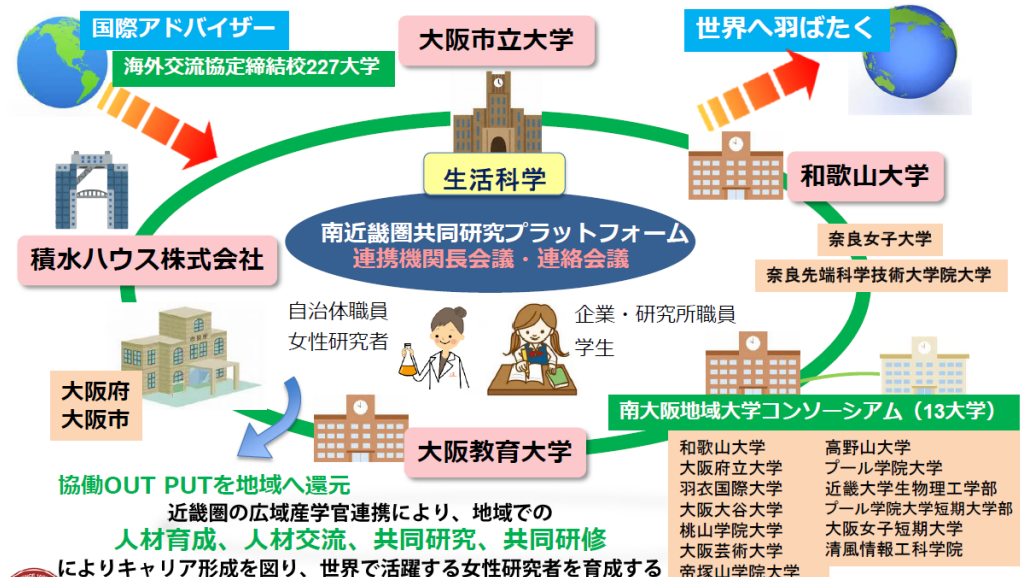 国際アドバイザー
海外交流協定締結校227大学
大阪市立大学
世界へ羽ばたく
生活科学
和歌山大学
南近畿圏共同研究プラットフォーム
連携機関長会議・連絡会議
積水ハウス株式会社
奈良女子大学
奈良先端科学技術大学院大学
自治体職員
女性研究者
企業・研究所職員
学生
大阪府
大阪市
大阪教育大学
南大阪地域大学コンソーシアム（13大学）
和歌山大学
大阪府立大学
羽衣国際大学
大阪大谷大学
桃山学院大学
大阪芸術大学
帝塚山学院大学
高野山大学
プール学院大学
近畿大学生物理工学部
プール学院大学短期大学部
大阪女子短期大学
清風情報工科学院
協働OUT PUTを地域へ還元
近畿圏の広域産学官連携により、地域での
人材育成、人材交流、共同研究、共同研修
によりキャリア形成を図り、世界で活躍する女性研究者を育成する